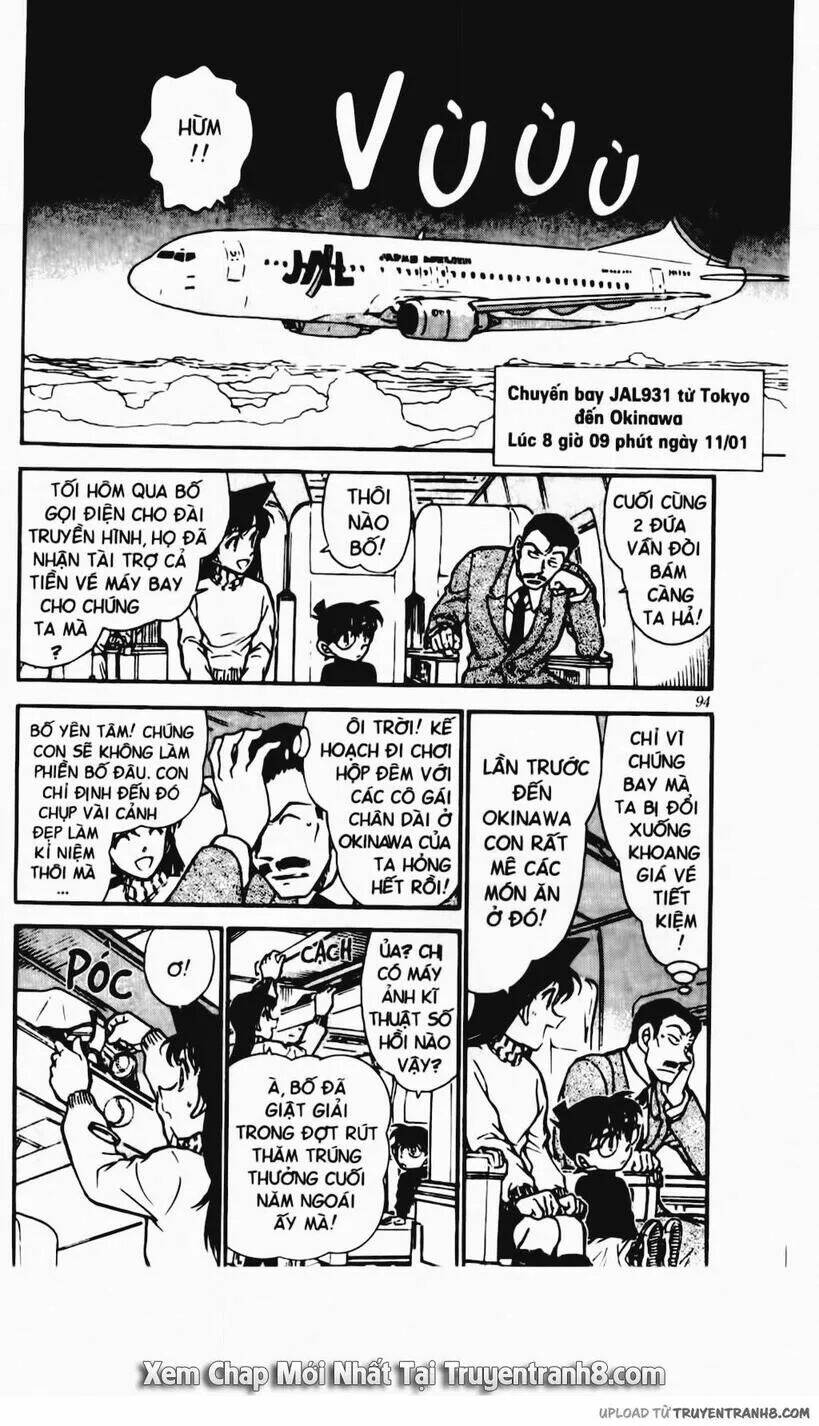 HỪM
!!
VÙÙÙ
JAL
Chuyến bay JAL931 từ Tokyo
đến Okinawa
Lúc 8 giờ 09 phút ngày 11/01
CUỐI CÙNG
2 ĐỨA
VẪN ĐÒI
BÁM
CÀNG
TA HẢ!
THÔI
NÀO
BỐ!
TỐI HÔM QUA BỐ
GỌI ĐIỆN CHO ĐÀI
TRUYỀN HÌNH, HỌ ĐÃ
NHẬN TÀI TRỢ CẢ
TIỀN VÉ MÁY BAY
CHO CHÚNG
TA MÀ
?
94
BỐ YÊN TÂM! CHÚNG
CON SẼ KHÔNG LÀM
PHIỀN BỐ ĐÂU. CON
CHỈ ĐỊNH ĐẾN ĐÓ
CHỤP VÀI CẢNH
ĐẸP LÀM
KỈ NIỆM
THÔI MÀ
...
ÔI TRỜI! KẾ
HOẠCH ĐI CHƠI
HỘP ĐÊM VỚI
CÁC CÔ GÁI
CHÂN DÀI Ở
OKINAWA CỦA
TA HỎNG
HẾT RỒI!
CHỈ VÌ
CHÚNG
BAY MÀ
TA BỊ ĐỔI
XUỐNG
KHOANG
GIÁ VÉ
TIẾT
KIỆM
!
LẦN TRƯỚC
ĐẾN
OKINAWA
CON RẤT
MÊ CÁC
MÓN ĂN
Ở ĐÓ!
PÓC
Ơ!
CẠCH
ỦA? CHỊ
CÓ MÁY
ẢNH KĨ
THUẬT SỐ
HỒI NÀO
VẬY?
À, BỐ ĐÃ
GIẬT GIẢI
TRONG ĐỢT RÚT
THĂM TRÚNG
THƯỞNG CUỐI
NĂM NGOÁI
ẤY MÀ!
Xem Chap Mới Nhất Tại Truyentranh8.com
UPLOAD TỪ TRUYENTRANH8.COM